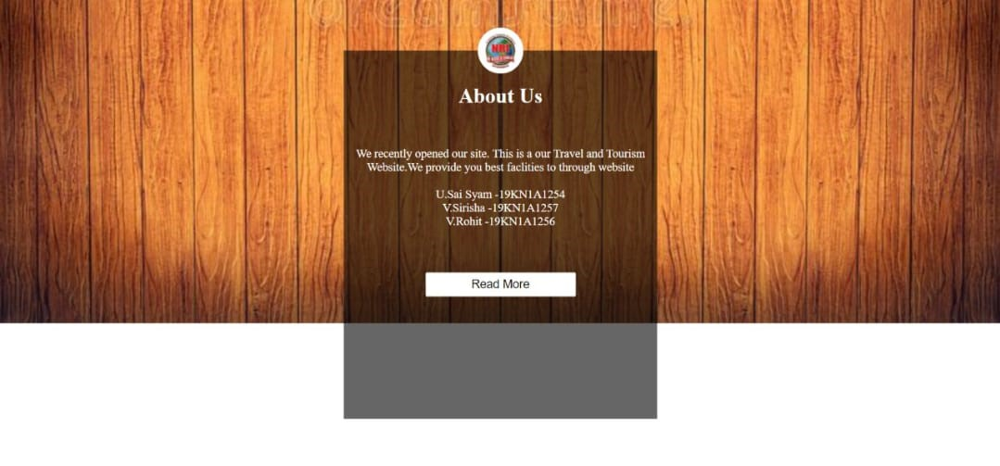 dreamstime.
NRI
About Us
We recently opened our site. This is a our Travel and Tourism
Website.We provide you best faclities to through website
U.Sai Syam -19KN1A1254
V.Sirisha -19KN1A1257
V.Rohit -19KN1A1256
Read More